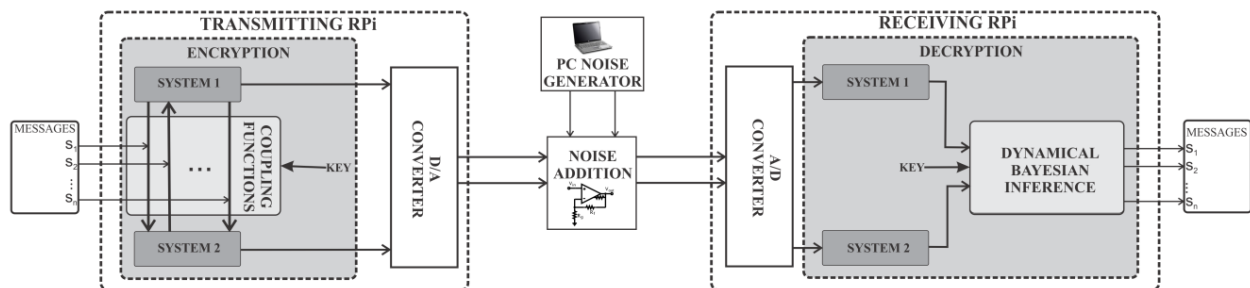 TRANSMITTING RPi
ENCRYPTION
SYSTEM 1
MESSAGES
S1
S2
...
Sn
...
COUPLING
FUNCTIONS
KEY
SYSTEM 2
D/A
CONVERTER
PC NOISE
GENERATOR
NOISE
ADDITION
RECEIVING RPi
A/D
CONVERTER
DECRYPTION
SYSTEM 1
KEY
DYNAMICAL
BAYESIAN
INFERENCE
SYSTEM 2
MESSAGES
S1
S2
...
Sn